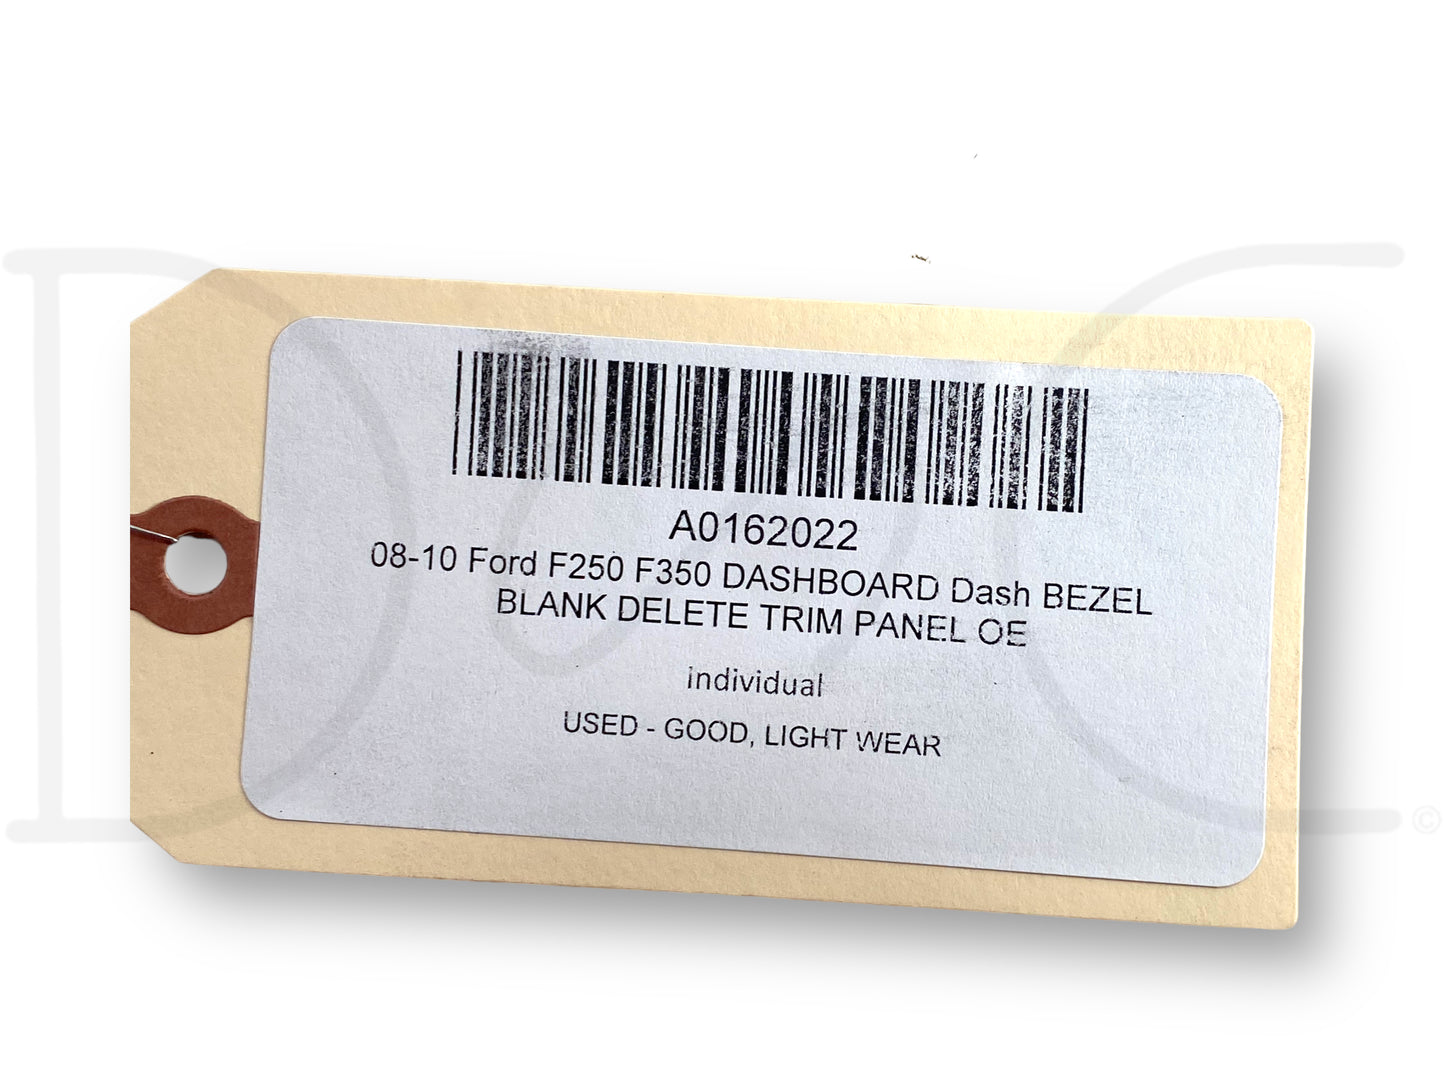 A0162022
08-10 Ford F250 F350 DASHBOARD Dash BEZEL
BLANK DELETE TRIM PANEL OE
individual
USED - GOOD, LIGHT WEAR
©